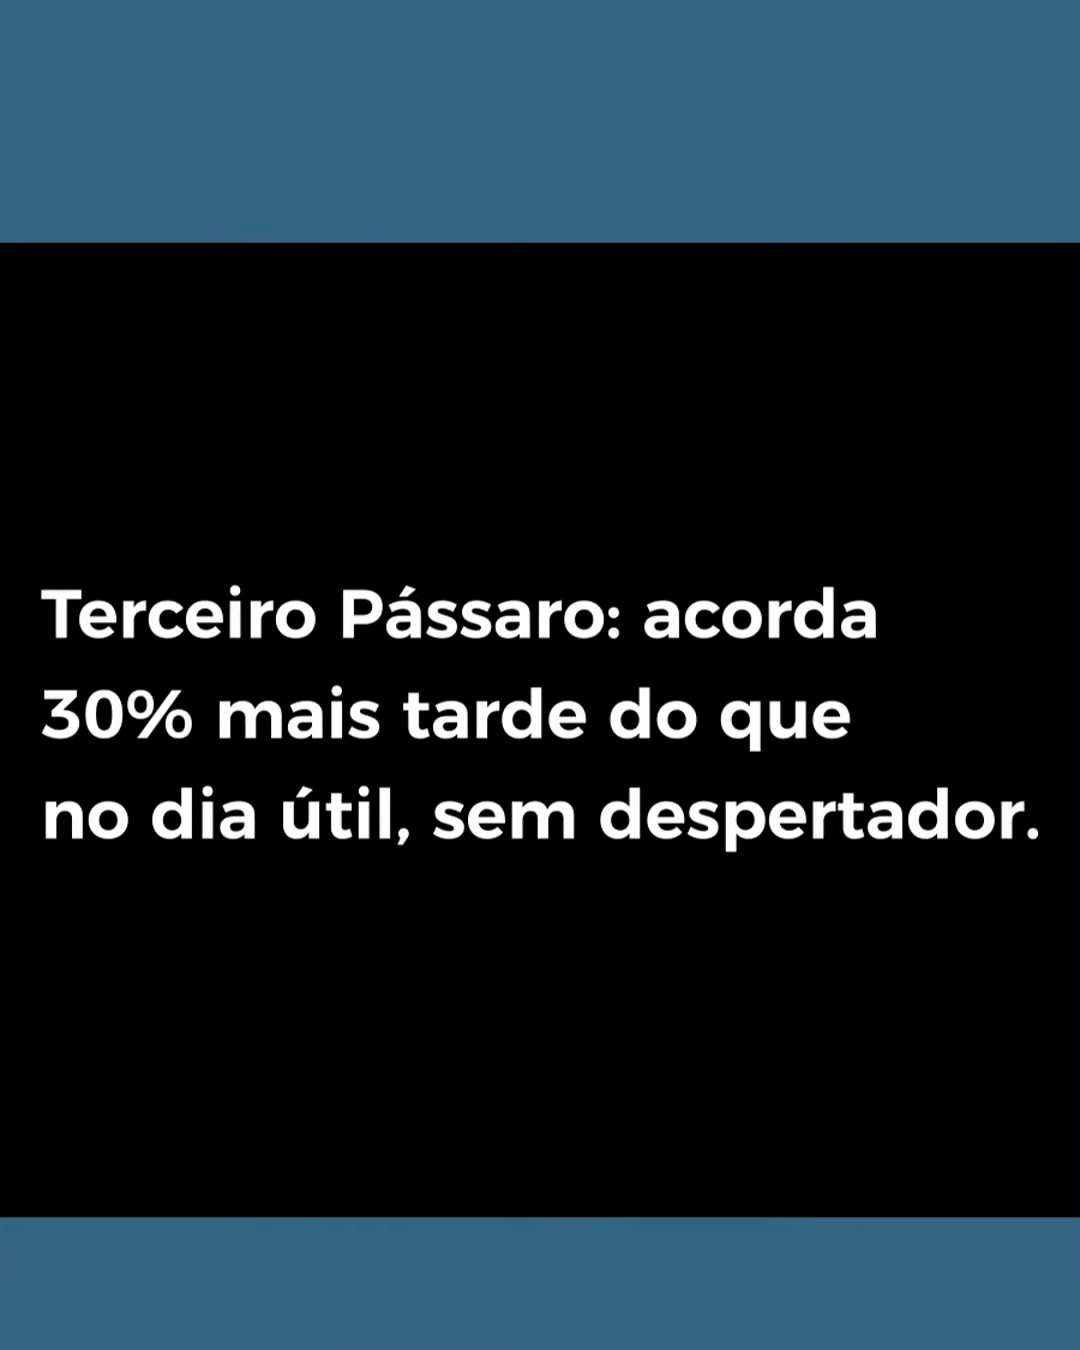 Terceiro Pássaro: acorda
30% mais tarde do que
no dia útil, sem despertador.